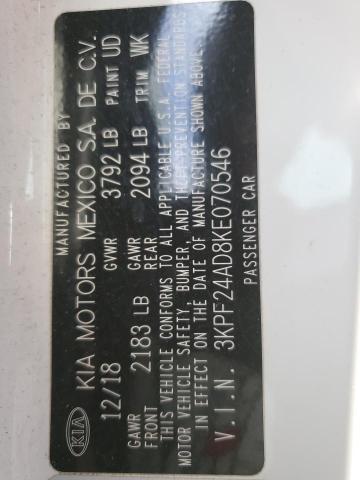 MANUFACTURED BY
KIA KIA MOTORS MEXICO S.A. DE C.V.
12/18 GVWR 3792 LB PAINT UD
GAWR FRONT 2183 LB GAWR REAR 2094 LB TRIM WK
THIS VEHICLE CONFORMS TO ALL APPLICABLE U.S.A. FEDERAL
MOTOR VEHICLE SAFETY, BUMPER, AND THEFT PREVENTION STANDARDS
IN EFFECT ON THE DATE OF MANUFACTURE SHOWN ABOVE.
V.I.N. 3KPF24AD8KE070546
PASSENGER CAR